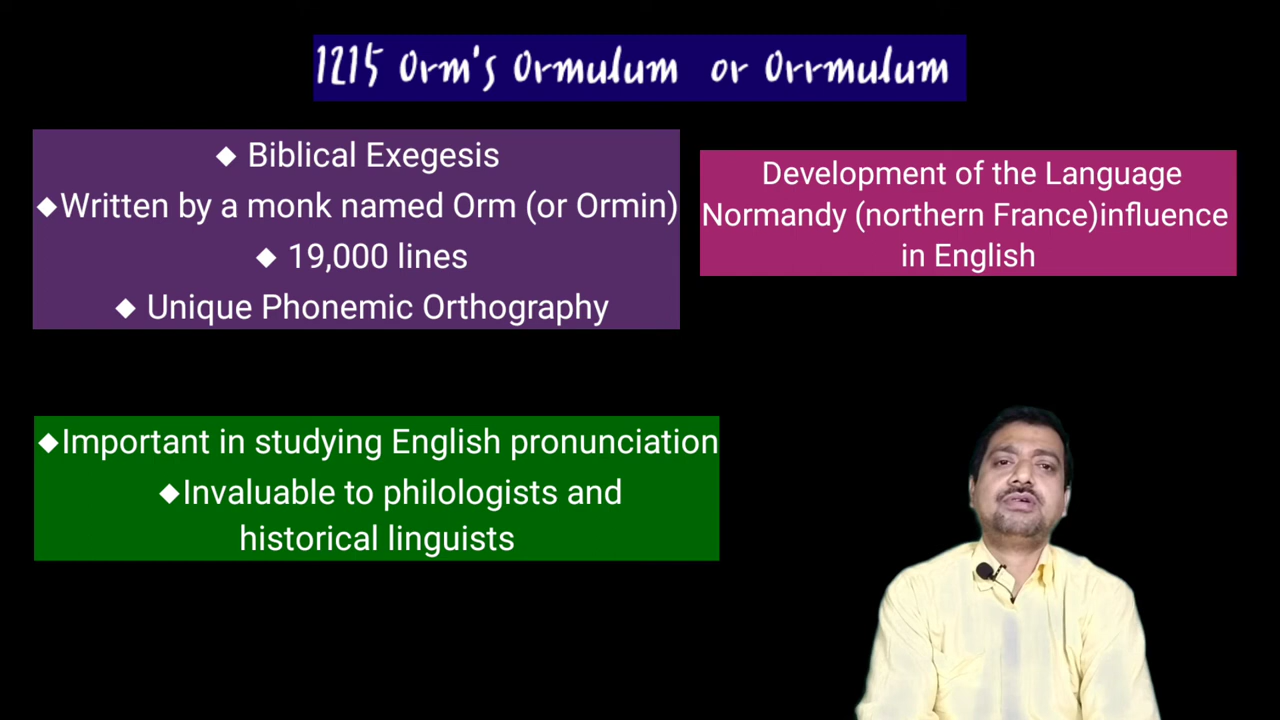 1215 Orm's Ormulum or Orrmulum
◆ Biblical Exegesis
◆Written by a monk named Orm (or Ormin)
◆ 19,000 lines
◆ Unique Phonemic Orthography
Development of the Language
Normandy (northern France)influence
in English
◆Important in studying English pronunciation
◆Invaluable to philologists and
historical linguists